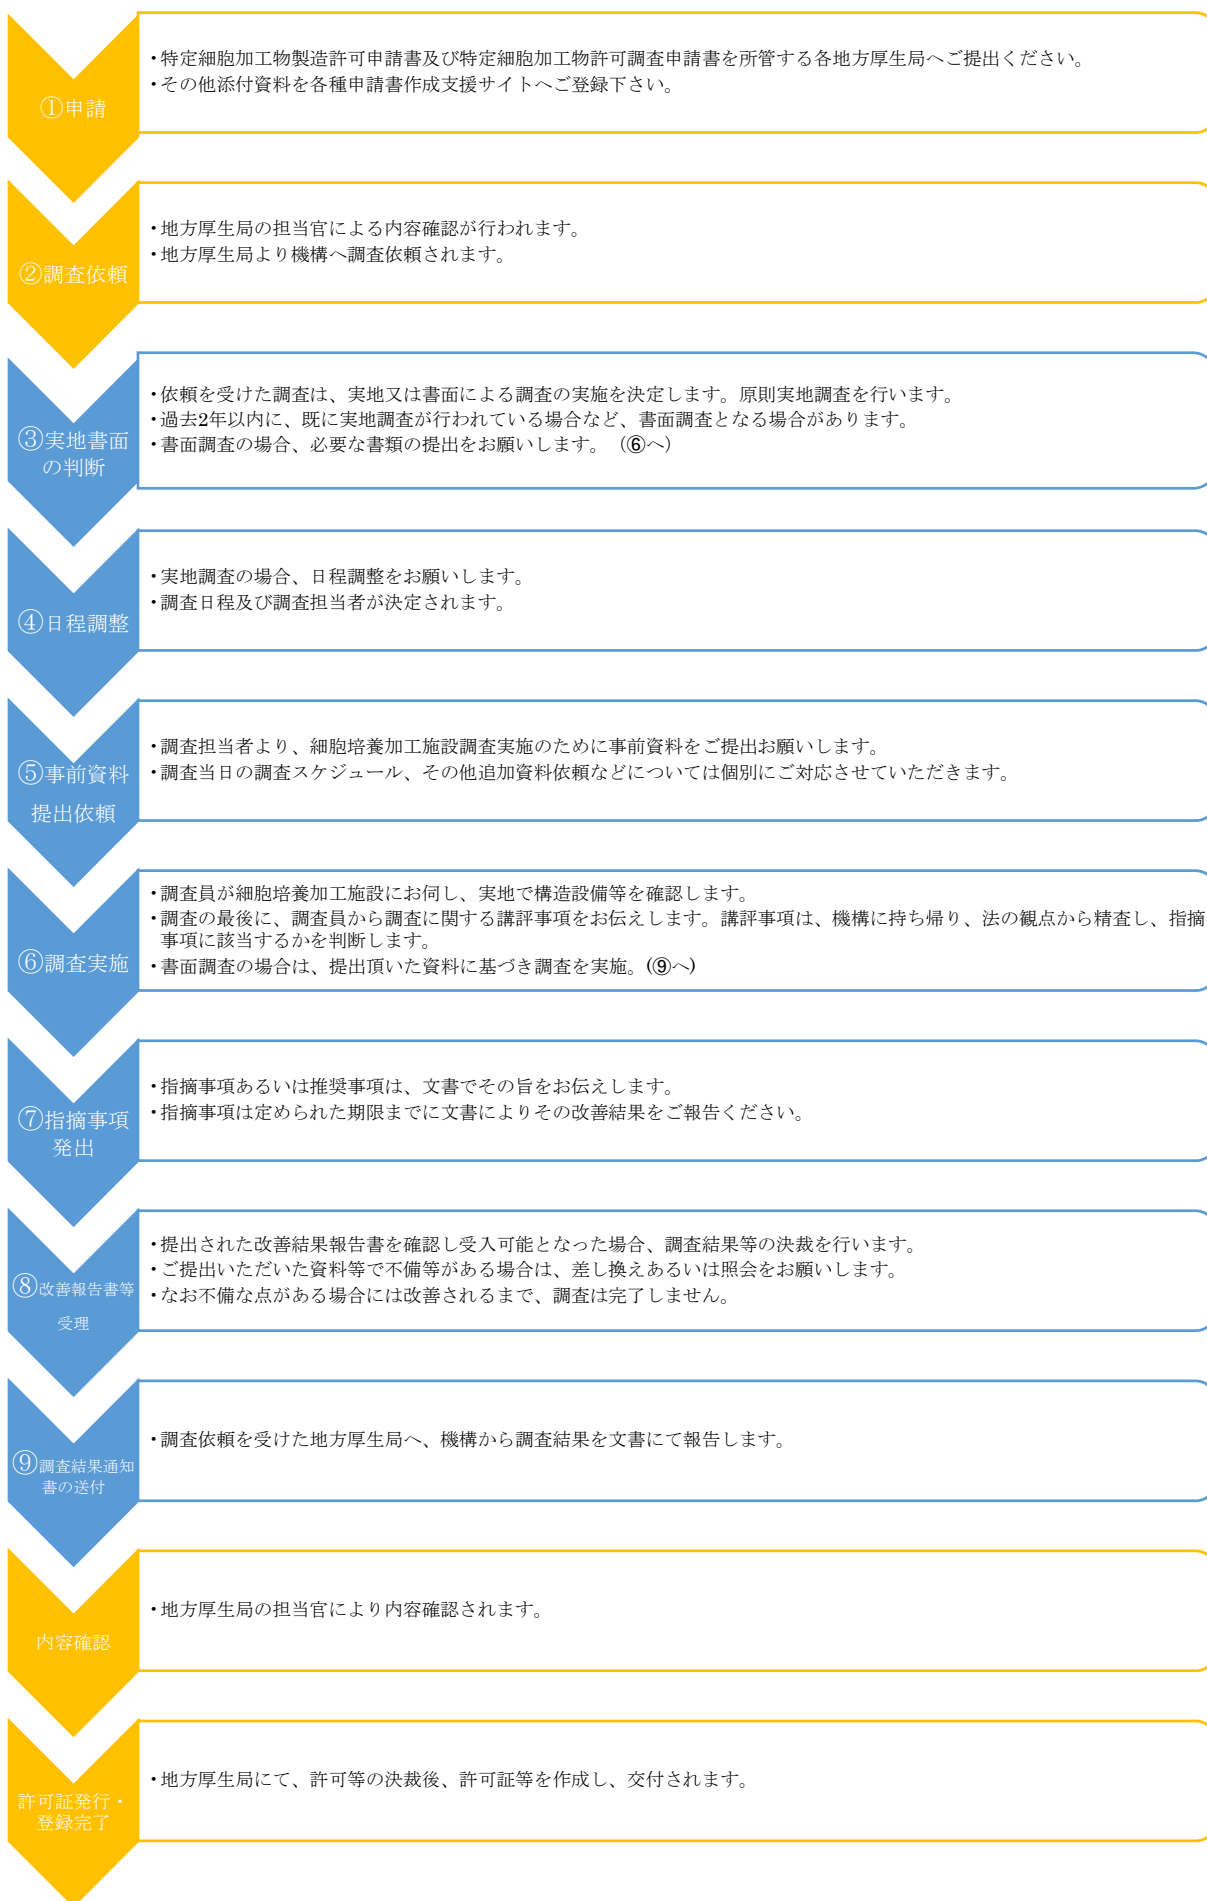 ①申請
・特定細胞加工物製造許可申請書及び特定細胞加工物許可調査申請書を所管する各地方厚生局へご提出ください。
・その他添付資料を各種申請書作成支援サイトへご登録下さい。
②調査依頼
・地方厚生局の担当官による内容確認が行われます。
・地方厚生局より機構へ調査依頼されます。
③実地書面
の判断
・依頼を受けた調査は、実地又は書面による調査の実施を決定します。原則実地調査を行います。
・過去2年以内に、既に実地調査が行われている場合など、書面調査となる場合があります。
・書面調査の場合、必要な書類の提出をお願いします。（⑥へ）
④日程調整
・実地調査の場合、日程調整をお願いします。
・調査日程及び調査担当者が決定されます。
⑤事前資料
提出依頼
・調査担当者より、細胞培養加工施設調査実施のために事前資料をご提出お願いします。
・調査当日の調査スケジュール、その他追加資料依頼などについては個別にご対応させていただきます。
⑥調査実施
・調査員が細胞培養加工施設にお伺し、実地で構造設備等を確認します。
・調査の最後に、調査員から調査に関する講評事項をお伝えします。講評事項は、機構に持ち帰り、法の観点から精査し、指摘
事項に該当するかを判断します。
・書面調査の場合は、提出頂いた資料に基づき調査を実施。(⑨へ)
⑦指摘事項
発出
・指摘事項あるいは推奨事項は、文書でその旨をお伝えします。
・指摘事項は定められた期限までに文書によりその改善結果をご報告ください。
⑧改善報告書等
受理
・提出された改善結果報告書を確認し受入可能となった場合、調査結果等の決裁を行います。
・ご提出いただいた資料等で不備等がある場合は、差し換えあるいは照会をお願いします。
・なお不備な点がある場合には改善されるまで、調査は完了しません。
⑨調査結果通知
書の送付
・調査依頼を受けた地方厚生局へ、機構から調査結果を文書にて報告します。
内容確認
・地方厚生局の担当官により内容確認されます。
許可証発行・
登録完了
・地方厚生局にて、許可等の決裁後、許可証等を作成し、交付されます。